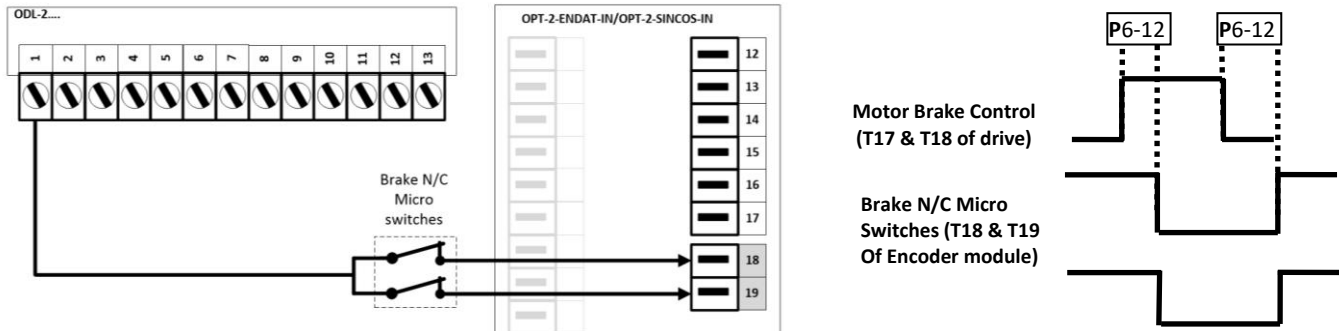 ODL-2....
1 2 3 4 5 6 7 8 9 10 11 12 13
OPT-2-ENDAT-IN/OPT-2-SINCOS-IN
12
13
14
15
16
17
18
19
Brake N/C
Micro
switches
P6-12
P6-12
Motor Brake Control
(T17 & T18 of drive)
Brake N/C Micro
Switches (T18 & T19
Of Encoder module)